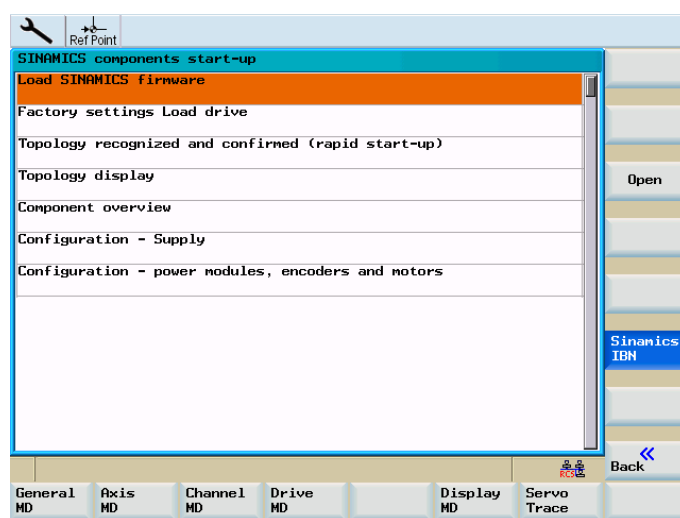 Ref Point
SINAMICS components start-up
Load SINAMICS firmware
Factory settings Load drive
Topology recognized and confirmed (rapid start-up)
Topology display
Component overview
Configuration - Supply
Configuration - power modules, encoders and motors
Open
Sinamics
IBN
Back
RCS
General
MD
Axis
MD
Channel
MD
Drive
MD
Display
MD
Servo
Trace